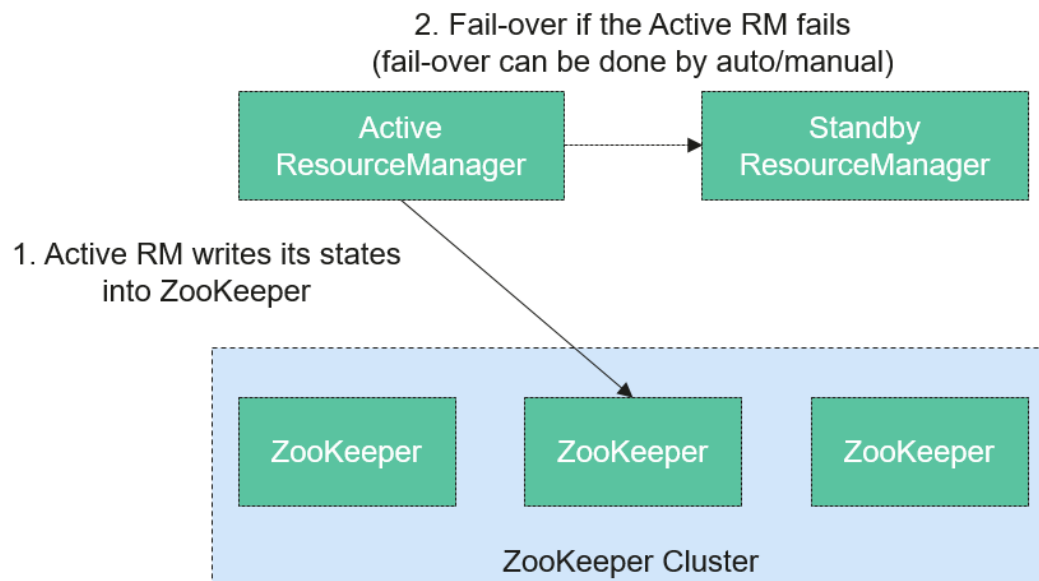 2. Fail-over if the Active RM fails
(fail-over can be done by auto/manual)
Active
ResourceManager
Standby
ResourceManager
1. Active RM writes its states
into ZooKeeper
ZooKeeper
ZooKeeper
ZooKeeper
ZooKeeper Cluster